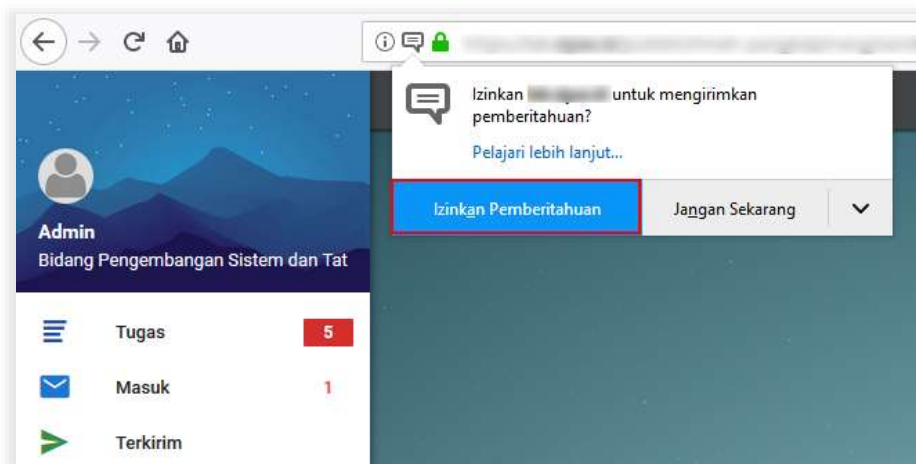 Izinkan untuk mengirimkan
pemberitahuan?
Pelajari lebih lanjut...
Izinkan Pemberitahuan
Jangan Sekarang
Admin
Bidang Pengembangan Sistem dan Tat
Tugas 5
Masuk 1
Terkirim